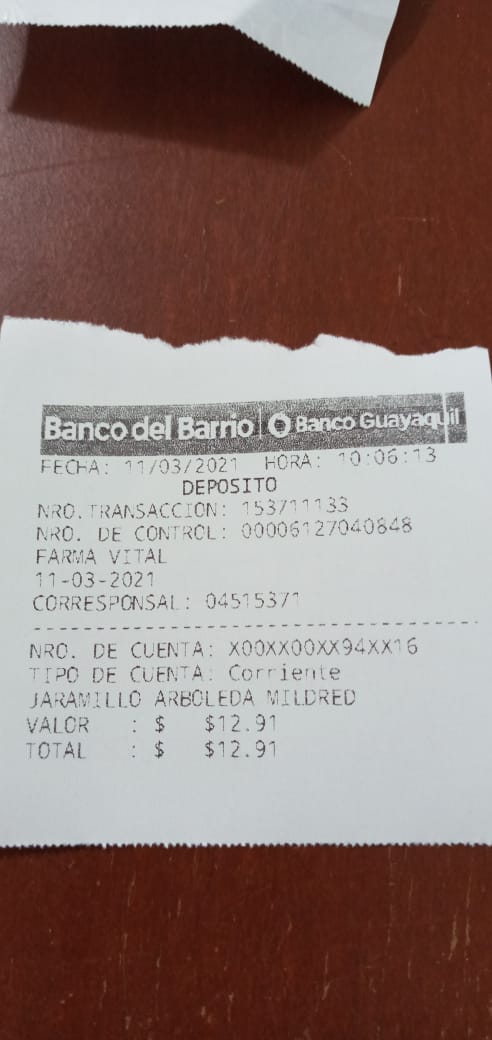 Banco del Barrio | Banco Guayaquil
FECHA: 11/03/2021 HORA: 10:06:13
DEPOSITO
NRO.TRANSACCION: 153711133
NRO. DE CONTROL: 00006127040848
FARMA VITAL
11-03-2021
CORRESPONSAL: 04515371
NRO. DE CUENTA: X00XX00XX94XX16
TIPO DE CUENTA: Corriente
JARAMILLO ARBOLEDA MILDRED
VALOR : $ $12.91
TOTAL : $ $12.91